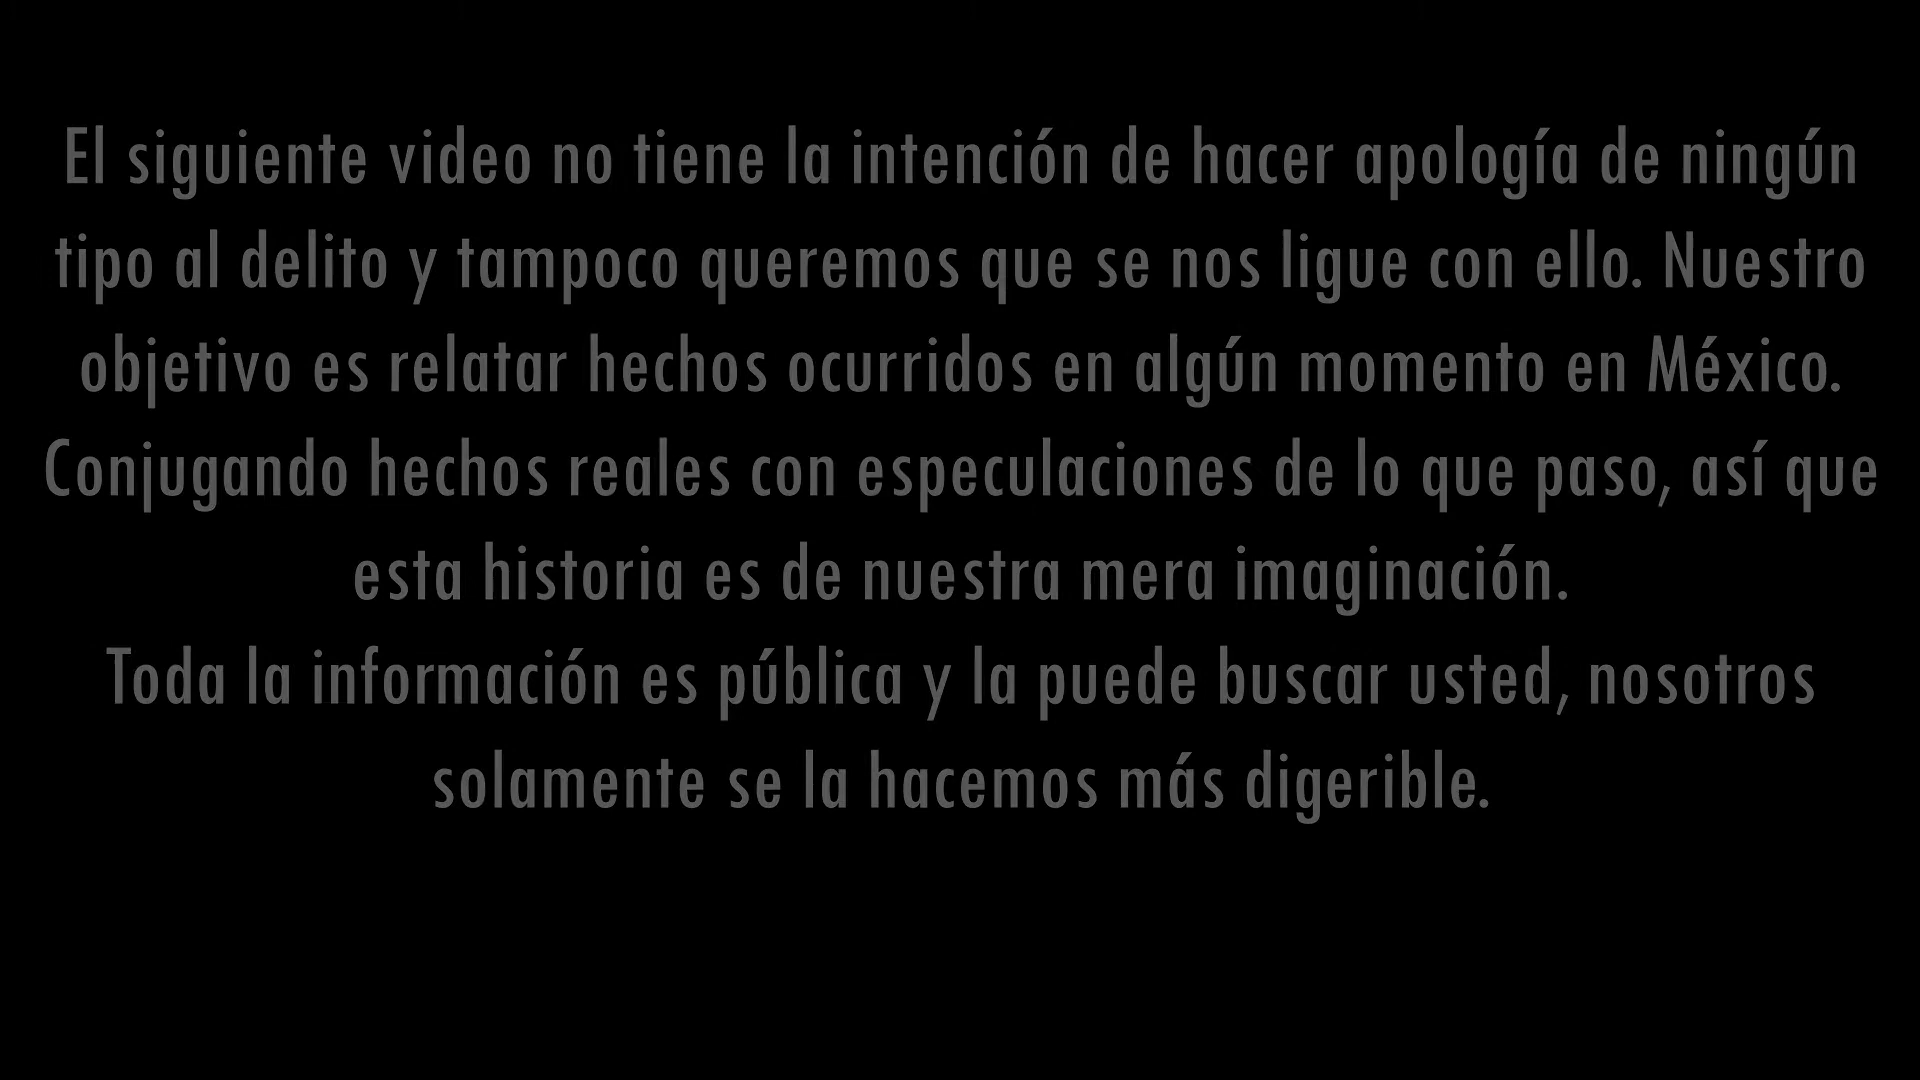 El siguiente video no tiene la intención de hacer apología de ningún
tipo al delito y tampoco queremos que se nos ligue con ello. Nuestro
objetivo es relatar hechos ocurridos en algún momento en México.
Conjugando hechos reales con especulaciones de lo que paso, así que
esta historia es de nuestra mera imaginación.
Toda la información es pública y la puede buscar usted, nosotros
solamente se la hacemos más digerible.